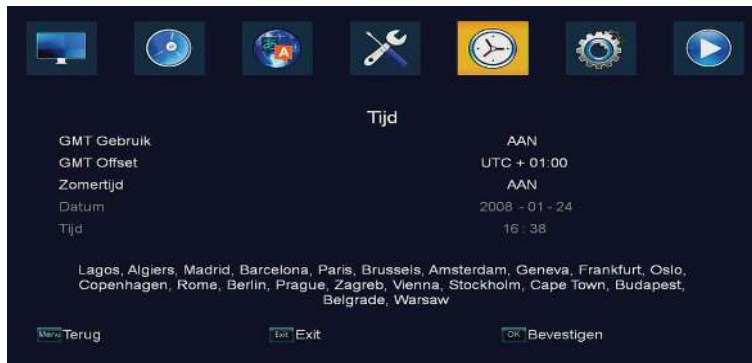 Tijd
GMT Gebruik AAN
GMT Offset UTC + 01:00
Zomertijd AAN
Datum 2008 - 01 - 24
Tijd 16 : 38
Lagos, Algiers, Madrid, Barcelona, Paris, Brussels, Amsterdam, Geneva, Frankfurt, Oslo,
Copenhagen, Rome, Berlin, Prague, Zagreb, Vienna, Stockholm, Cape Town, Budapest,
Belgrade, Warsaw
Menu Terug Exit Exit OK Bevestigen